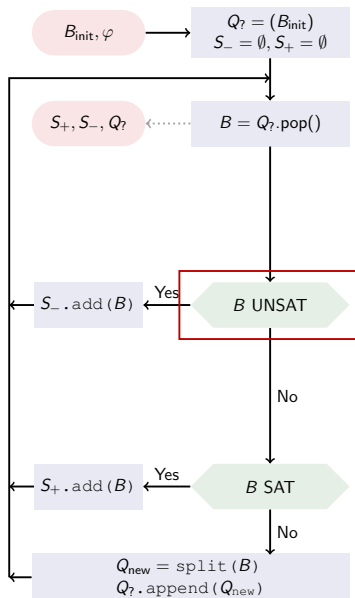 B_init, φ
Q_? = (B_init)
S_− = ∅, S_+ = ∅
S_+, S_−, Q_?
B = Q_?.pop()
S_−.add(B)
Yes
B UNSAT
No
S_+.add(B)
Yes
B SAT
No
Q_new = split(B)
Q_?.append(Q_new)